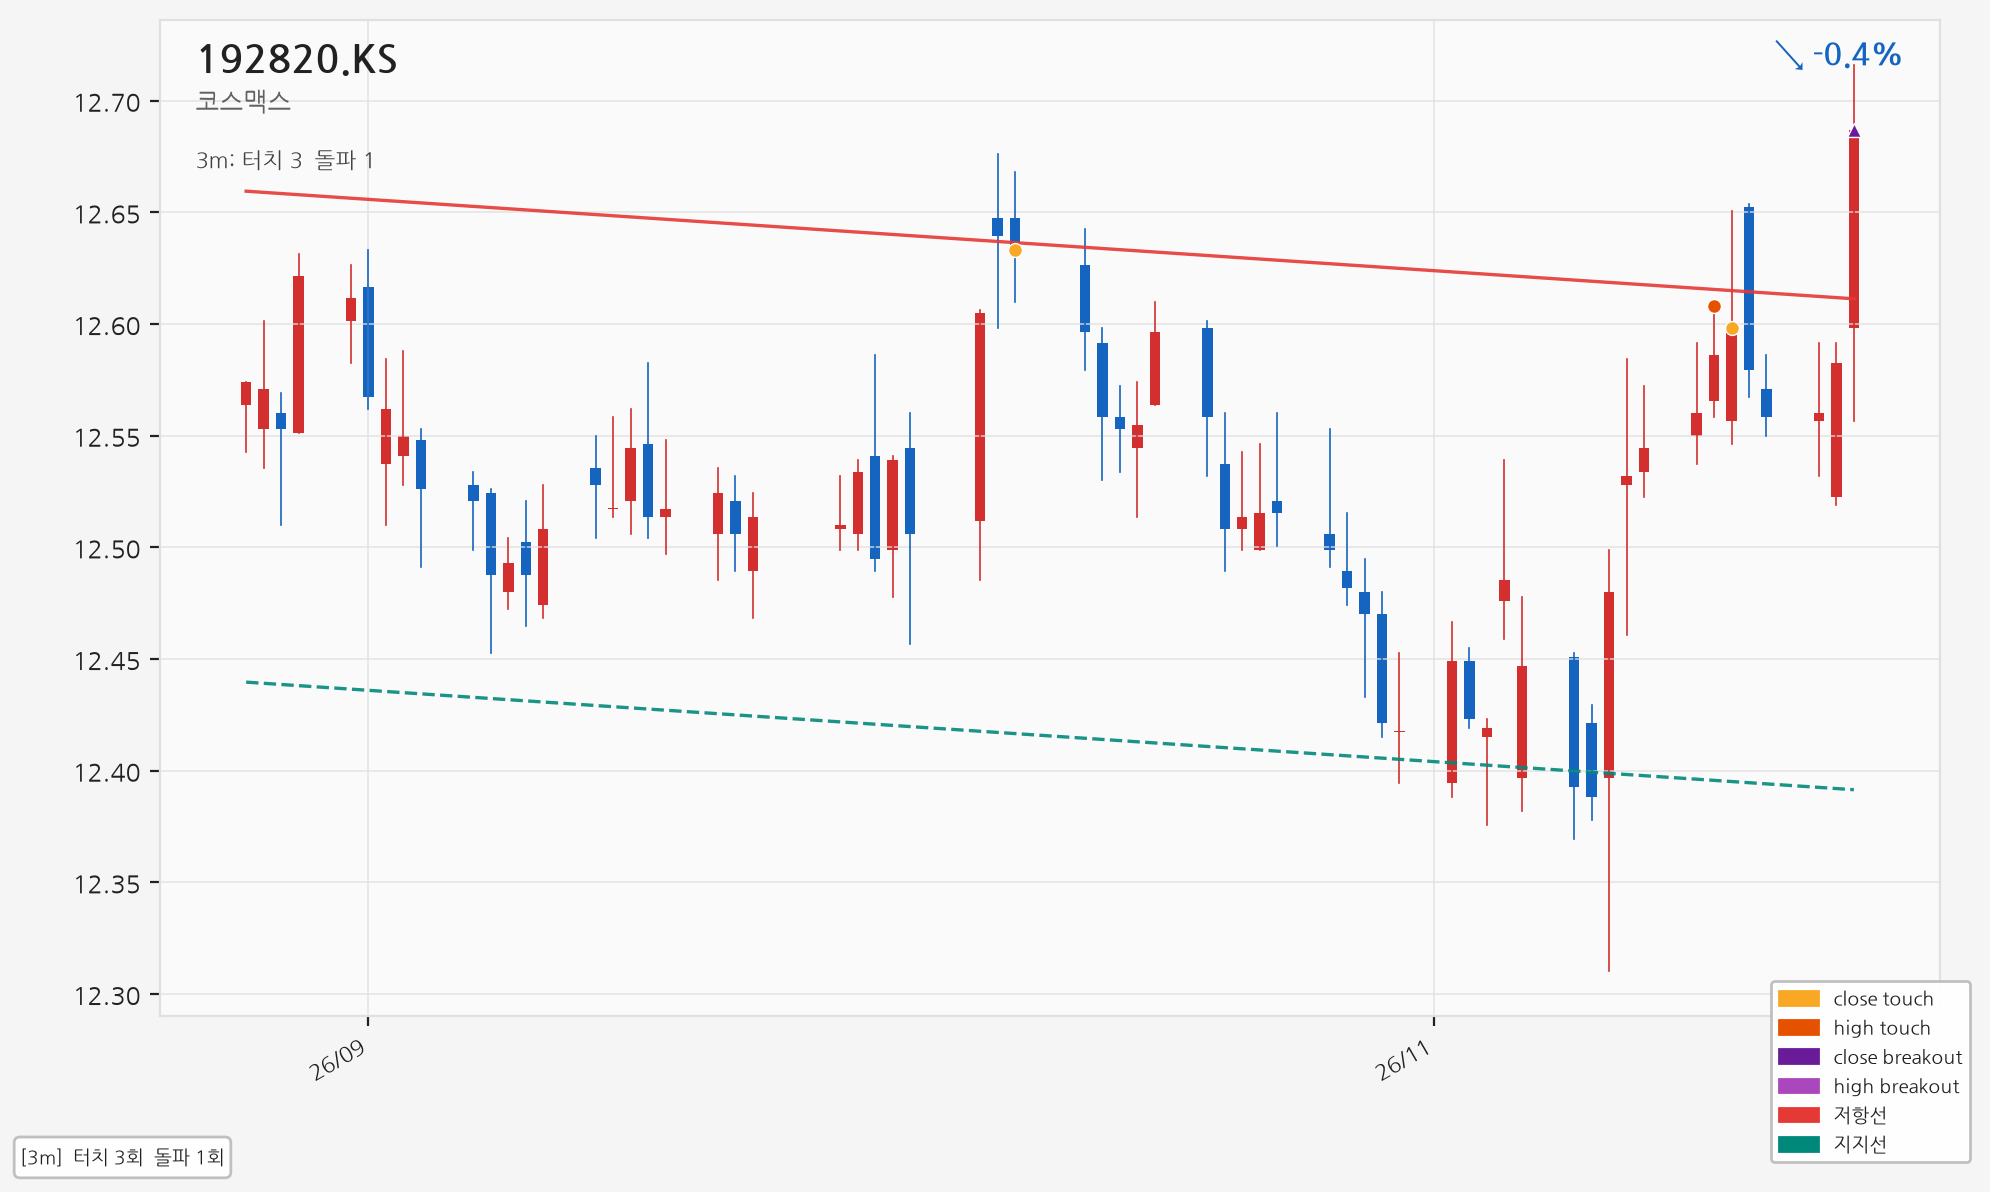 192820.KS
코스맥스
3m: 터치 3 돌파 1
-0.4%
12.70
12.65
12.60
12.55
12.50
12.45
12.40
12.35
12.30
26/09
26/11
close touch
high touch
close breakout
high breakout
저항선
지지선
[3m] 터치 3회 돌파 1회